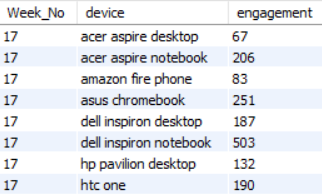 Week_No device engagement
17 acer aspire desktop 67
17 acer aspire notebook 206
17 amazon fire phone 83
17 asus chromebook 251
17 dell inspiron desktop 187
17 dell inspiron notebook 503
17 hp pavilion desktop 132
17 htc one 190